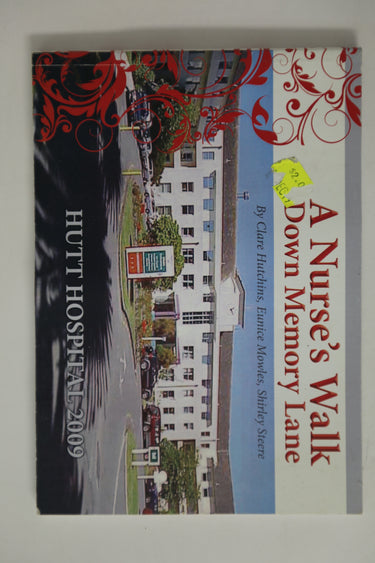 A Nurse's Walk
Down Memory Lane
By Clare Hutchins, Eunice Mowles, Shirley Steere
HUTT HOSPITAL 2009